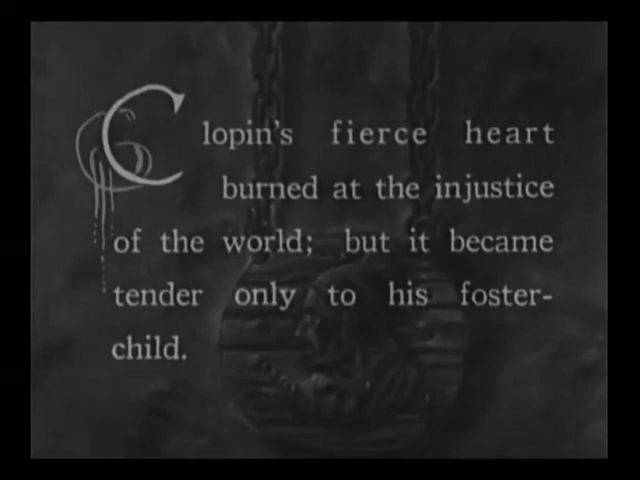 Clopin's fierce heart
burned at the injustice
of the world; but it became
tender only to his foster-
child.